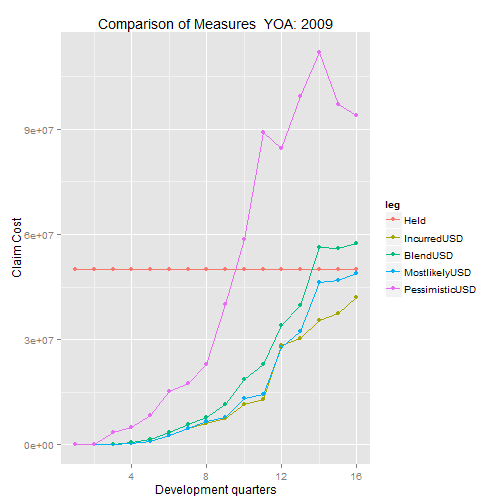 Comparison of Measures  YOA: 2009
Claim Cost
9e+07
6e+07
3e+07
0e+00
4
8
12
16
Development quarters
leg
Held
IncurredUSD
BlendUSD
MostlikelyUSD
PessimisticUSD